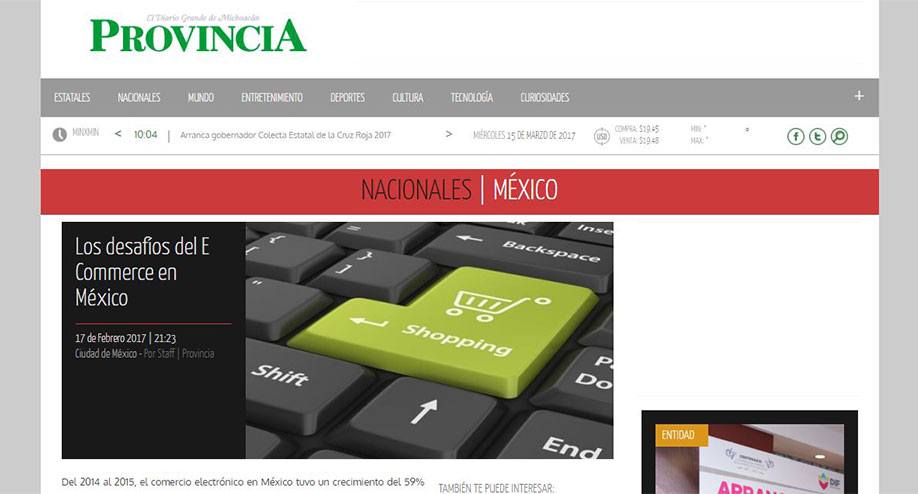 El Diario Grande de Michoacán
PROVINCIA
ESTATALES NACIONALES MUNDO ENTRETENIMIENTO DEPORTES CULTURA TECNOLOGÍA CURIOSIDADES +
MINXMIN < 10:04 | Arranca gobernador Colecta Estatal de la Cruz Roja 2017 > MIÉRCOLES 15 DE MARZO DE 2017 USD COMPRA: $19.45 MIN: °
VENTA: $19.48 MAX: °
NACIONALES | MÉXICO
Los desafíos del E
Commerce en
México
17 de Febrero 2017 | 21:23
Ciudad de México - Por Staff | Provincia
Inse
Backspace
Shopping
Shift
End
Del 2014 al 2015, el comercio electrónico en México tuvo un crecimiento del 59%
TAMBIÉN TE PUEDE INTERESAR:
ENTIDAD
DIF